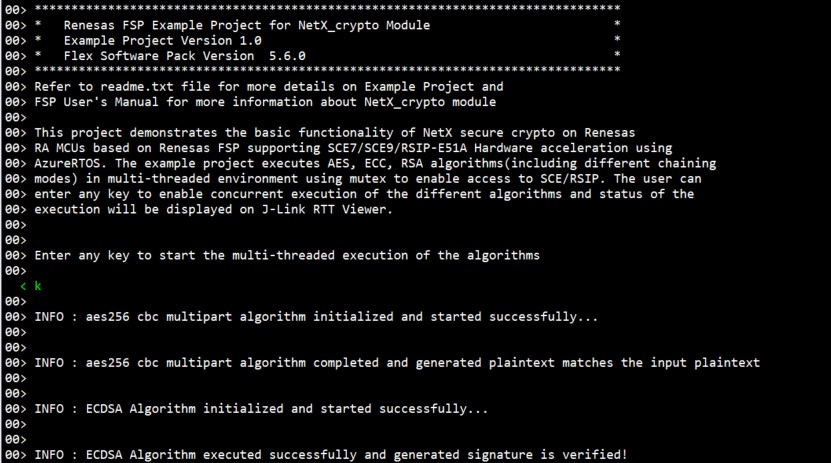 00> *********************************************************************************
00> *   Renesas FSP Example Project for NetX_crypto Module                          *
00> *   Example Project Version 1.0                                                 *
00> *   Flex Software Pack Version  5.6.0                                           *
00> *********************************************************************************
00> Refer to readme.txt file for more details on Example Project and
00> FSP User's Manual for more information about NetX_crypto module
00>
00> This project demonstrates the basic functionality of NetX secure crypto on Renesas
00> RA MCUs based on Renesas FSP supporting SCE7/SCE9/RSIP-E51A Hardware acceleration using
00> AzureRTOS. The example project executes AES, ECC, RSA algorithms(including different chaining
00> modes) in multi-threaded environment using mutex to enable access to SCE/RSIP. The user can
00> enter any key to enable concurrent execution of the different algorithms and status of the
00> execution will be displayed on J-Link RTT Viewer.
00>
00>
00> Enter any key to start the multi-threaded execution of the algorithms
00>
< k
00>
00> INFO : aes256 cbc multipart algorithm initialized and started successfully...
00>
00>
00> INFO : aes256 cbc multipart algorithm completed and generated plaintext matches the input plaintext
00>
00>
00> INFO : ECDSA Algorithm initialized and started successfully...
00>
00>
00> INFO : ECDSA Algorithm executed successfully and generated signature is verified!